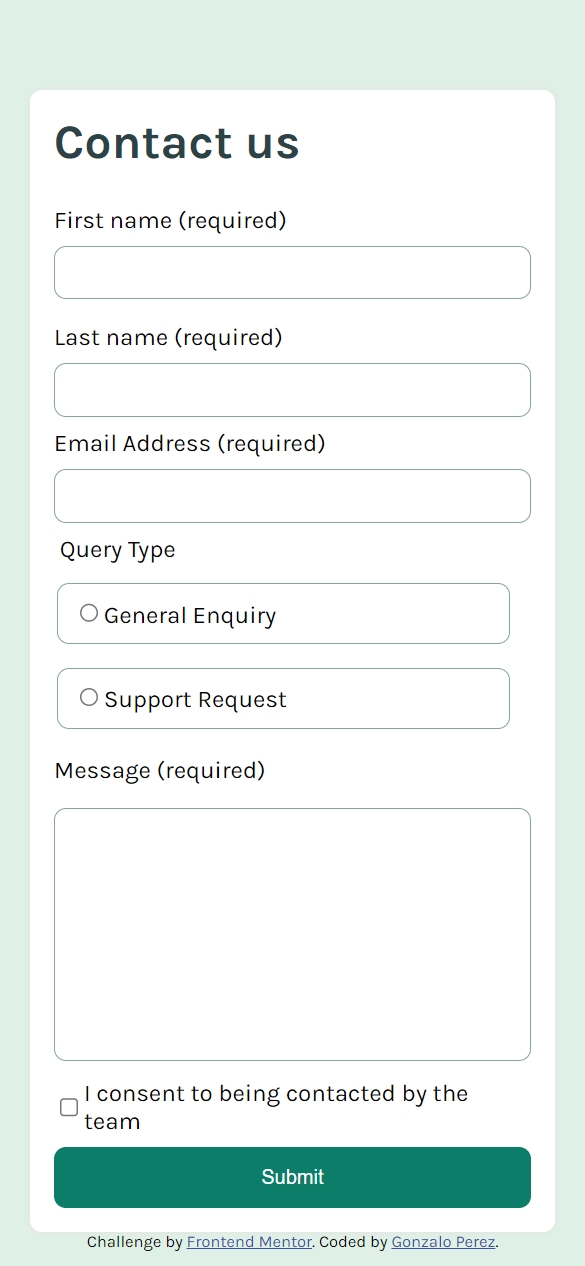 Contact us
First name (required)
Last name (required)
Email Address (required)
Query Type
General Enquiry
Support Request
Message (required)
I consent to being contacted by the
team
Submit
Challenge by Frontend Mentor. Coded by Gonzalo Perez.